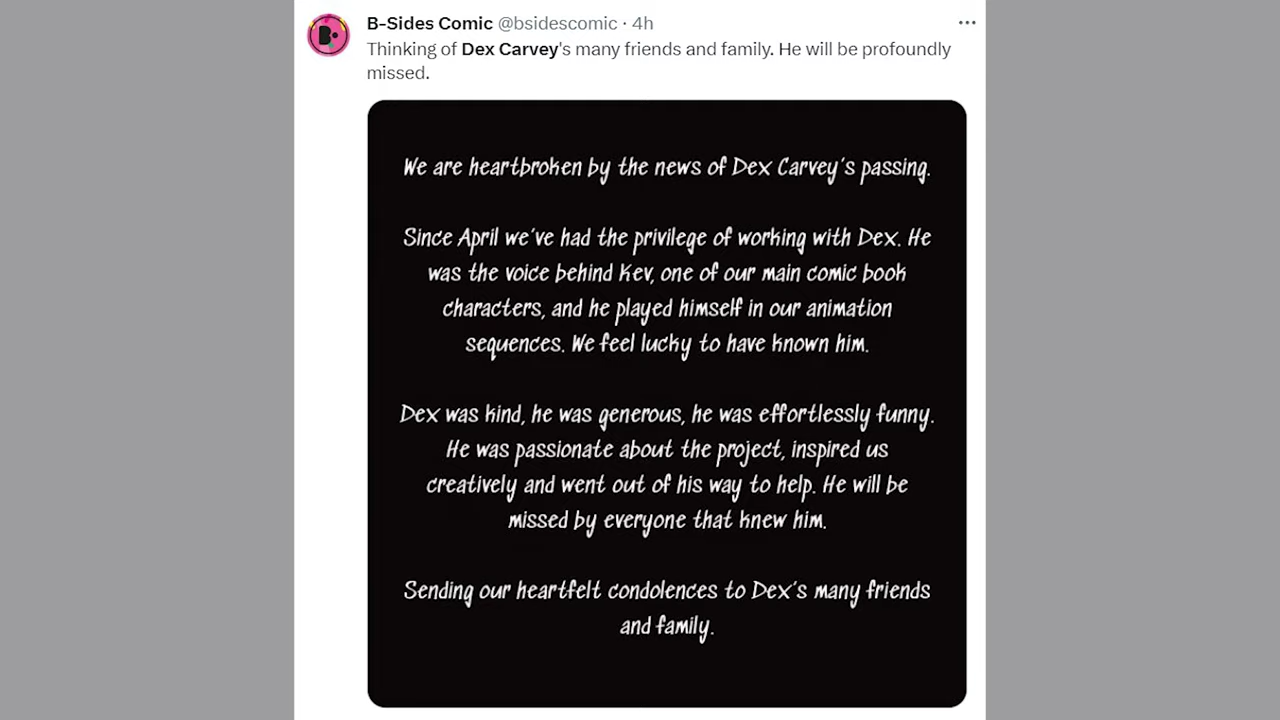 B-Sides Comic @bsidescomic · 4h
Thinking of Dex Carvey's many friends and family. He will be profoundly
missed.
We are heartbroken by the news of Dex Carvey's passing.
Since April we've had the privilege of working with Dex. He
was the voice behind Kev, one of our main comic book
characters, and he played himself in our animation
sequences. We feel lucky to have known him.
Dex was kind, he was generous, he was effortlessly funny.
He was passionate about the project, inspired us
creatively and went out of his way to help. He will be
missed by everyone that knew him.
Sending our heartfelt condolences to Dex's many friends
and family.